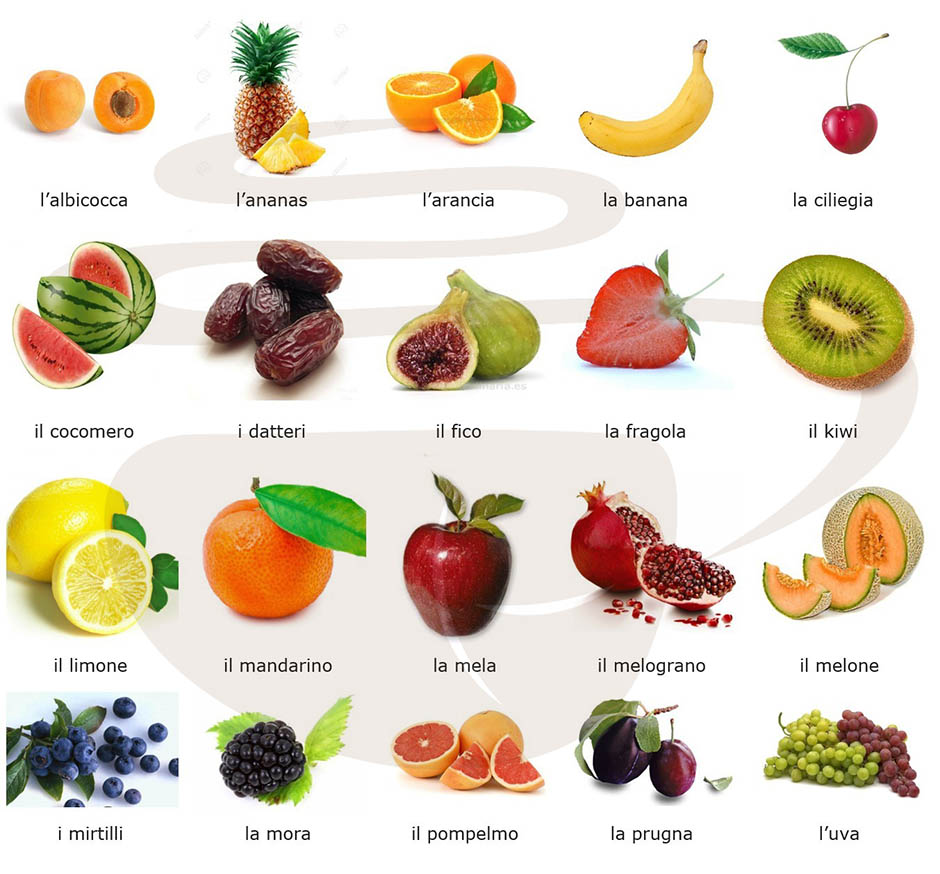 l’albicocca
l’ananas
l’arancia
la banana
la ciliegia
il cocomero
i datteri
il fico
la fragola
il kiwi
il limone
il mandarino
la mela
il melograno
il melone
i mirtilli
la mora
il pompelmo
la prugna
l’uva